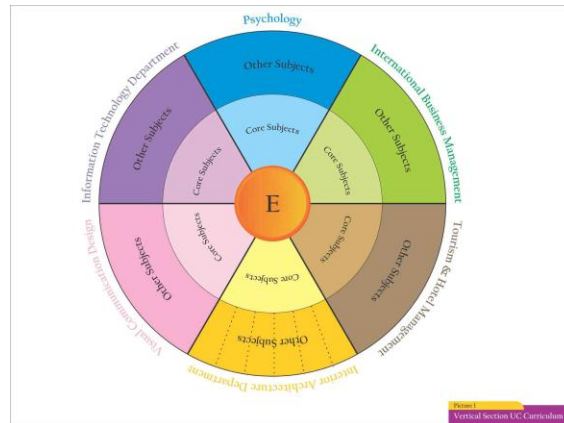 Psychology
Other Subjects
Core Subjects
International Business Management
Other Subjects
Core Subjects
Tourism & Hotel Management
Other Subjects
Core Subjects
Interior Architecture Department
Other Subjects
Core Subjects
Visual Communication Design
Other Subjects
Core Subjects
Information Technology Department
Other Subjects
Core Subjects
E
Picture 1
Vertical Section UC Curriculum